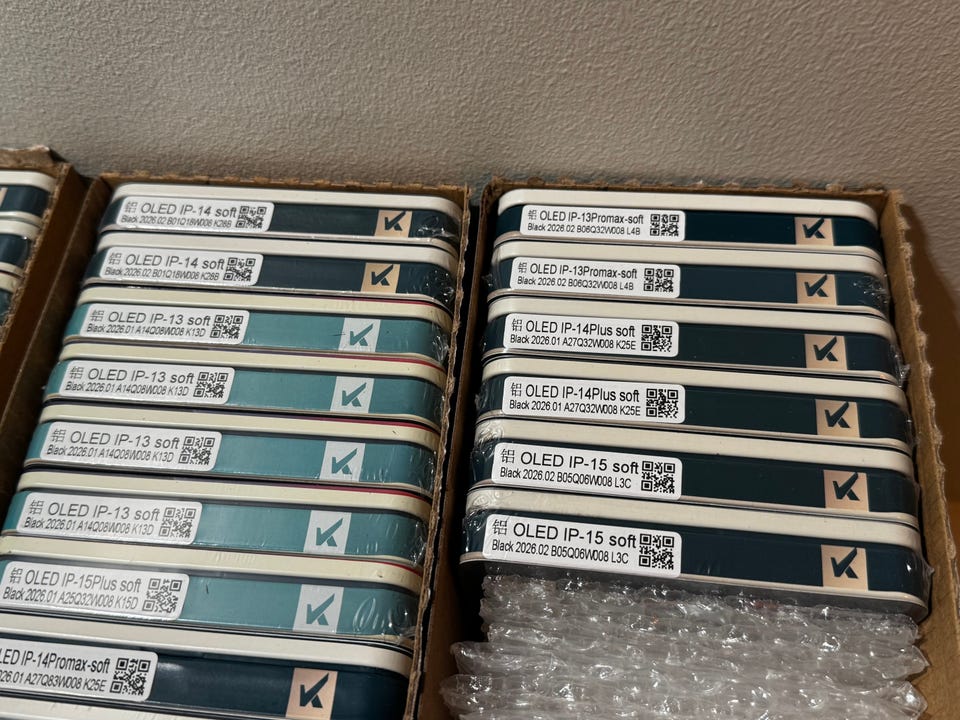 铝 OLED IP-14 soft
Black 2026.02 B01Q18W008 K28B
铝 OLED IP-14 soft
Black 2026.02 B01Q18W008 K28B
铝 OLED IP-13 soft
Black 2026.01 A14Q08W008 K13D
铝 OLED IP-13 soft
Black 2026.01 A14Q08W008 K13D
铝 OLED IP-13 soft
Black 2026.01 A14Q08W008 K13D
铝 OLED IP-13 soft
Black 2026.01 A14Q08W008 K13D
铝 OLED IP-15Plus soft
Black 2026.01 A25Q32W008 K15D
OLED IP-14Promax-soft
2026.01 A27Q83W008 K25E
铝 OLED IP-13Promax-soft
Black 2026.02 B06Q32W008 L4B
铝 OLED IP-13Promax-soft
Black 2026.02 B06Q32W008 L4B
铝 OLED IP-14Plus soft
Black 2026.01 A27Q32W008 K25E
铝 OLED IP-14Plus soft
Black 2026.01 A27Q32W008 K25E
铝 OLED IP-15 soft
Black 2026.02 B05Q06W008 L3C
铝 OLED IP-15 soft
Black 2026.02 B05Q06W008 L3C